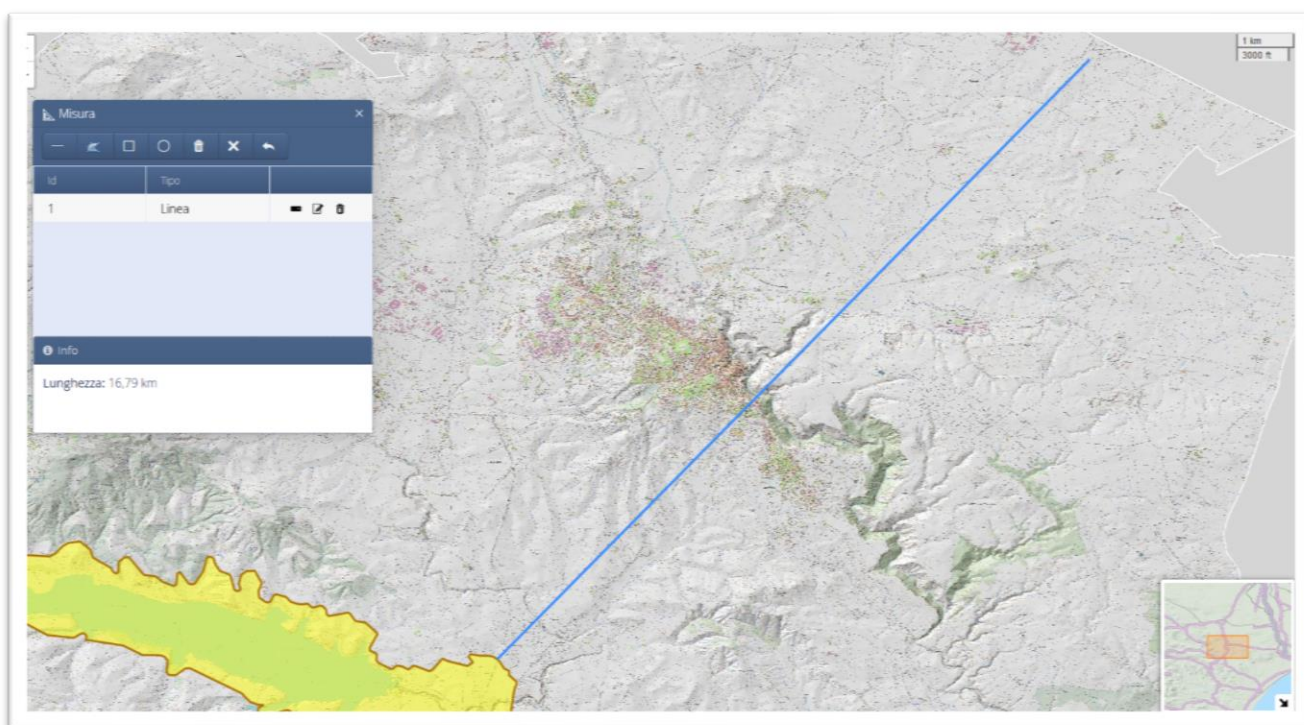 1 km
3000 ft
Misura
Id Tipo
1 Linea
Info
Lunghezza: 16,79 km